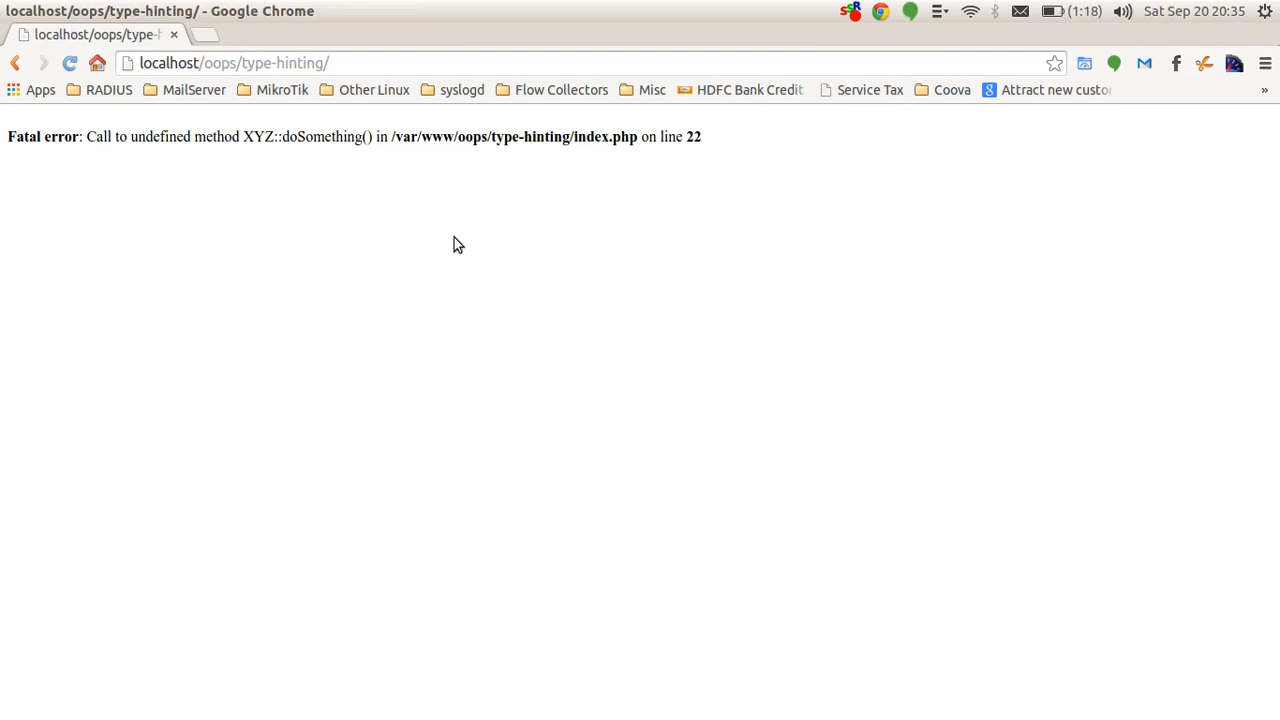 localhost/oops/type-hinting/ - Google Chrome
SSR
(1:18)
Sat Sep 20 20:35
localhost/oops/type-h
localhost/oops/type-hinting/
Apps RADIUS MailServer MikroTik Other Linux syslogd Flow Collectors Misc HDFC Bank Credit Service Tax Coova Attract new custo »
Fatal error: Call to undefined method XYZ::doSomething() in /var/www/oops/type-hinting/index.php on line 22